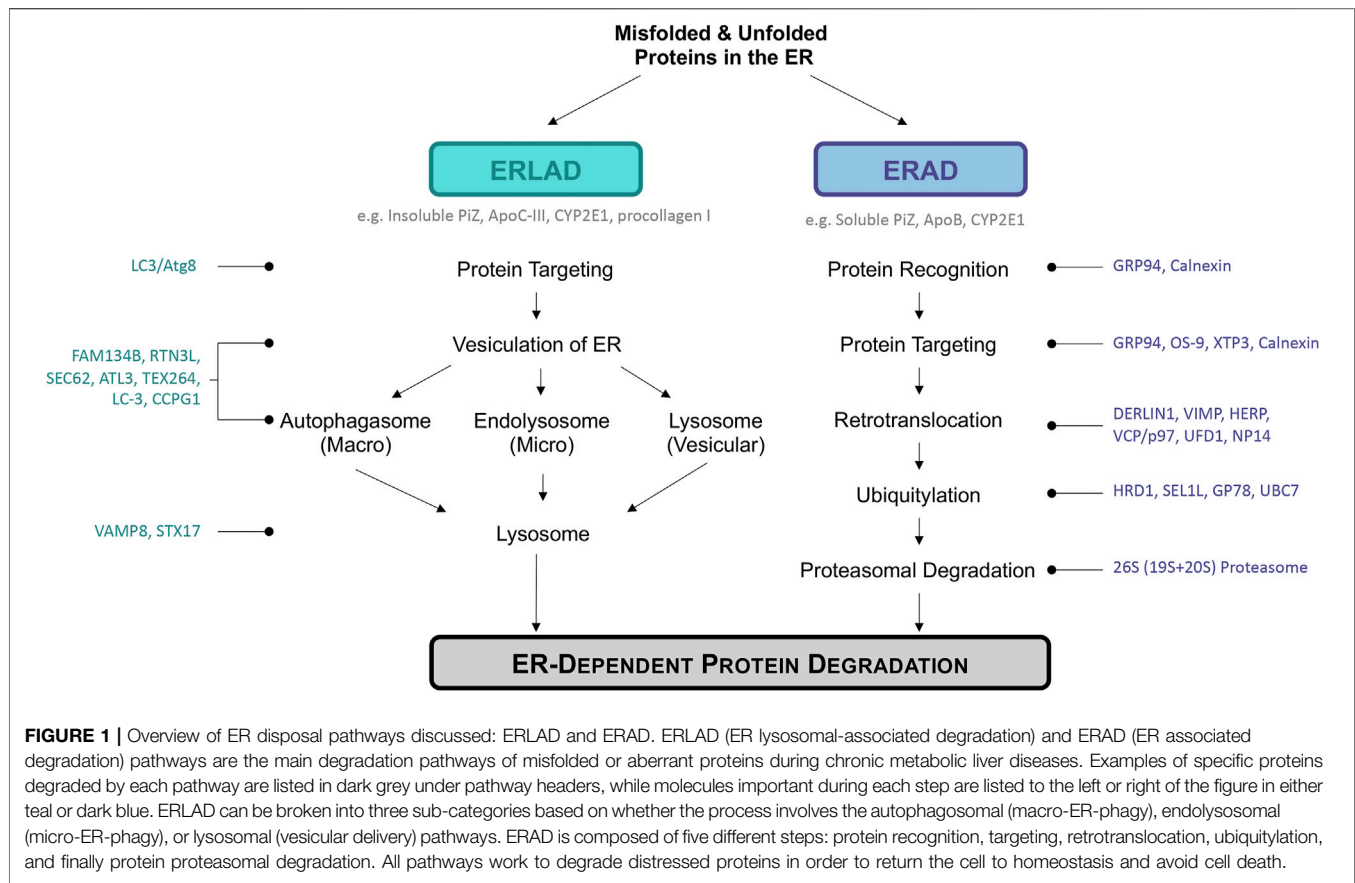 Misfolded & Unfolded
Proteins in the ER
ERLAD
ERAD
e.g. Insoluble PiZ, ApoC-III, CYP2E1, procollagen I
e.g. Soluble PiZ, ApoB, CYP2E1
LC3/Atg8
Protein Targeting
Protein Recognition
GRP94, Calnexin
FAM134B, RTN3L,
SEC62, ATL3, TEX264,
LC-3, CCPG1
Vesiculation of ER
Protein Targeting
GRP94, OS-9, XTP3, Calnexin
Autophagasome
(Macro)
Endolysosome
(Micro)
Lysosome
(Vesicular)
Retrotranslocation
DERLIN1, VIMP, HERP,
VCP/p97, UFD1, NP14
Ubiquitylation
HRD1, SEL1L, GP78, UBC7
VAMP8, STX17
Lysosome
Proteasomal Degradation
26S (19S+20S) Proteasome
ER-DEPENDENT PROTEIN DEGRADATION
FIGURE 1 | Overview of ER disposal pathways discussed: ERLAD and ERAD. ERLAD (ER lysosomal-associated degradation) and ERAD (ER associated
degradation) pathways are the main degradation pathways of misfolded or aberrant proteins during chronic metabolic liver diseases. Examples of specific proteins
degraded by each pathway are listed in dark grey under pathway headers, while molecules important during each step are listed to the left or right of the figure in either
teal or dark blue. ERLAD can be broken into three sub-categories based on whether the process involves the autophagosomal (macro-ER-phagy), endolysosomal
(micro-ER-phagy), or lysosomal (vesicular delivery) pathways. ERAD is composed of five different steps: protein recognition, targeting, retrotranslocation, ubiquitylation,
and finally protein proteasomal degradation. All pathways work to degrade distressed proteins in order to return the cell to homeostasis and avoid cell death.